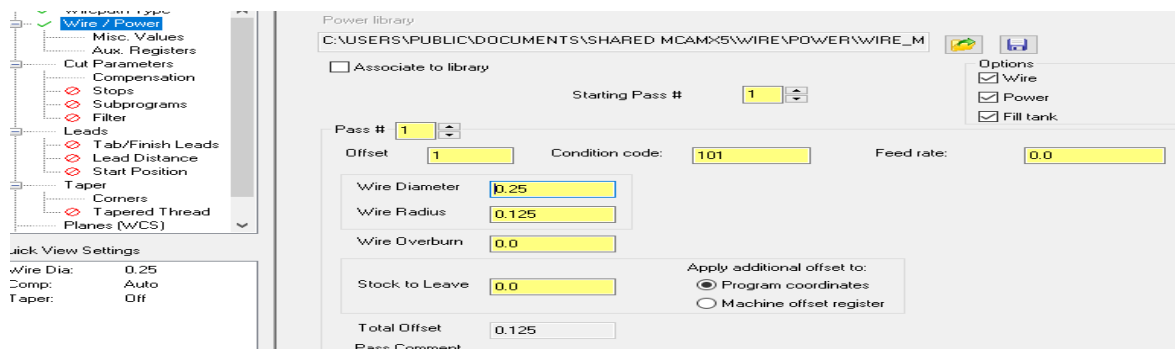 Wirepath Type
Wire / Power
Misc. Values
Aux. Registers
Cut Parameters
Compensation
Stops
Subprograms
Filter
Leads
Tab/Finish Leads
Lead Distance
Start Position
Taper
Corners
Tapered Thread
Planes (WCS)
uick View Settings
Wire Dia: 0.25
Comp: Auto
Taper: Off
Power library
C:\USERS\PUBLIC\DOCUMENTS\SHARED MCAMX5\WIRE\POWER\WIRE_M
Associate to library
Options
Wire
Starting Pass # 1
Power
Fill tank
Pass # 1
Offset 1 Condition code: 101 Feed rate: 0.0
Wire Diameter 0.25
Wire Radius 0.125
Wire Overburn 0.0
Apply additional offset to:
Stock to Leave 0.0 Program coordinates
Machine offset register
Total Offset 0.125
Pass Comment